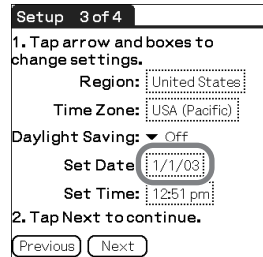 Setup 3 of 4
1. Tap arrow and boxes to
change settings.
Region: United States
Time Zone: USA (Pacific)
Daylight Saving: Off
Set Date: 1/1/03
Set Time: 12:51 pm
2. Tap Next to continue.
Previous Next